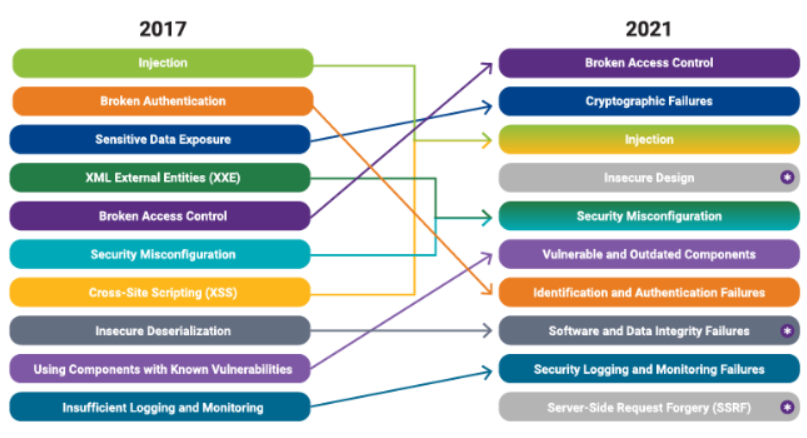 2017
2021
Injection
Broken Access Control
Broken Authentication
Cryptographic Failures
Sensitive Data Exposure
Injection
XML External Entities (XXE)
Insecure Design
Broken Access Control
Security Misconfiguration
Security Misconfiguration
Vulnerable and Outdated Components
Cross-Site Scripting (XSS)
Identification and Authentication Failures
Insecure Deserialization
Software and Data Integrity Failures
Using Components with Known Vulnerabilities
Security Logging and Monitoring Failures
Insufficient Logging and Monitoring
Server-Side Request Forgery (SSRF)